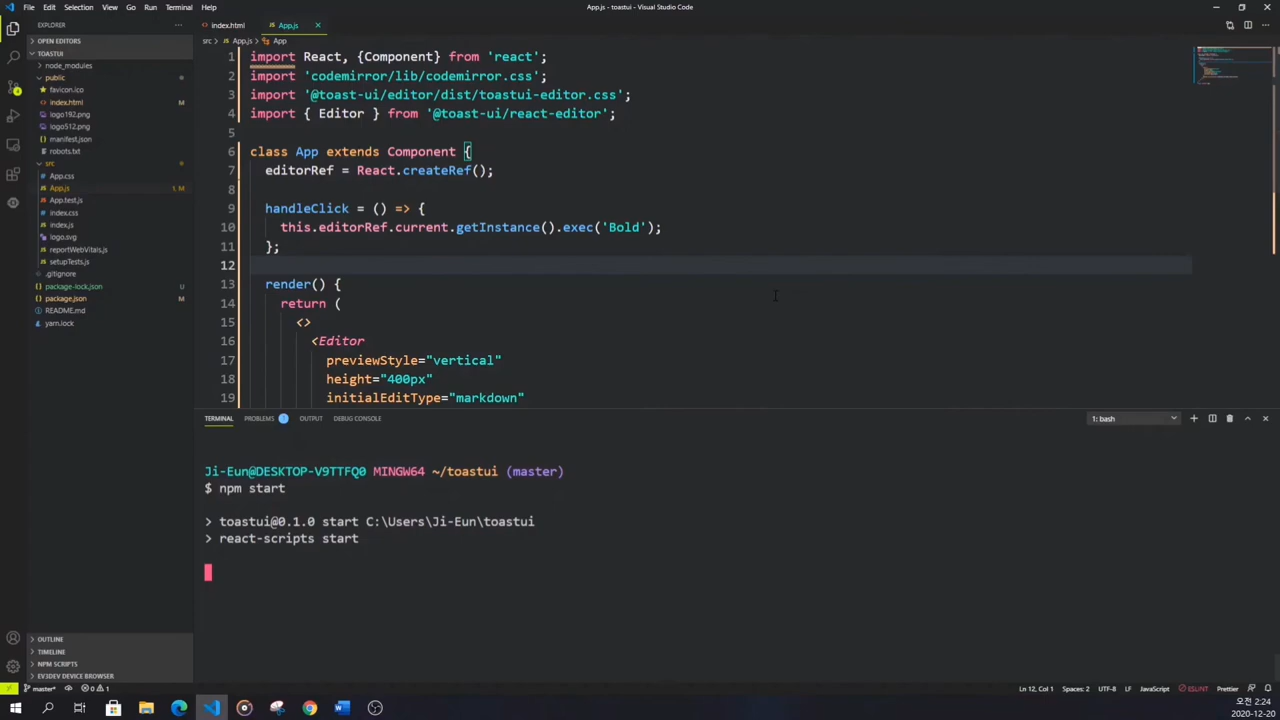 File Edit Selection View Go Run Terminal Help
App.js - toastui - Visual Studio Code
EXPLORER
OPEN EDITORS
TOASTUI
node_modules
public
favicon.ico
index.html M
logo192.png
logo512.png
manifest.json
robots.txt
src
App.css
App.js 1, M
App.test.js
index.css
index.js
logo.svg
reportWebVitals.js
setupTests.js
.gitignore
package-lock.json U
package.json M
README.md
yarn.lock
OUTLINE
TIMELINE
NPM SCRIPTS
EV3DEV DEVICE BROWSER
index.html App.js
src > App.js > App
1 import React, {Component} from 'react';
2 import 'codemirror/lib/codemirror.css';
3 import '@toast-ui/editor/dist/toastui-editor.css';
4 import { Editor } from '@toast-ui/react-editor';
5
6 class App extends Component {
7 editorRef = React.createRef();
8
9 handleClick = () => {
10 this.editorRef.current.getInstance().exec('Bold');
11 };
12
13 render() {
14 return (
15 <>
16 <Editor
17 previewStyle="vertical"
18 height="400px"
19 initialEditType="markdown"
TERMINAL PROBLEMS 1 OUTPUT DEBUG CONSOLE
1: bash
Ji-Eun@DESKTOP-V9TTFQ0 MINGW64 ~/toastui (master)
$ npm start
> toastui@0.1.0 start C:\Users\Ji-Eun\toastui
> react-scripts start
master* 0 1
Ln 12, Col 1 Spaces: 2 UTF-8 LF JavaScript ESLINT Prettier
오전 2:24
2020-12-20